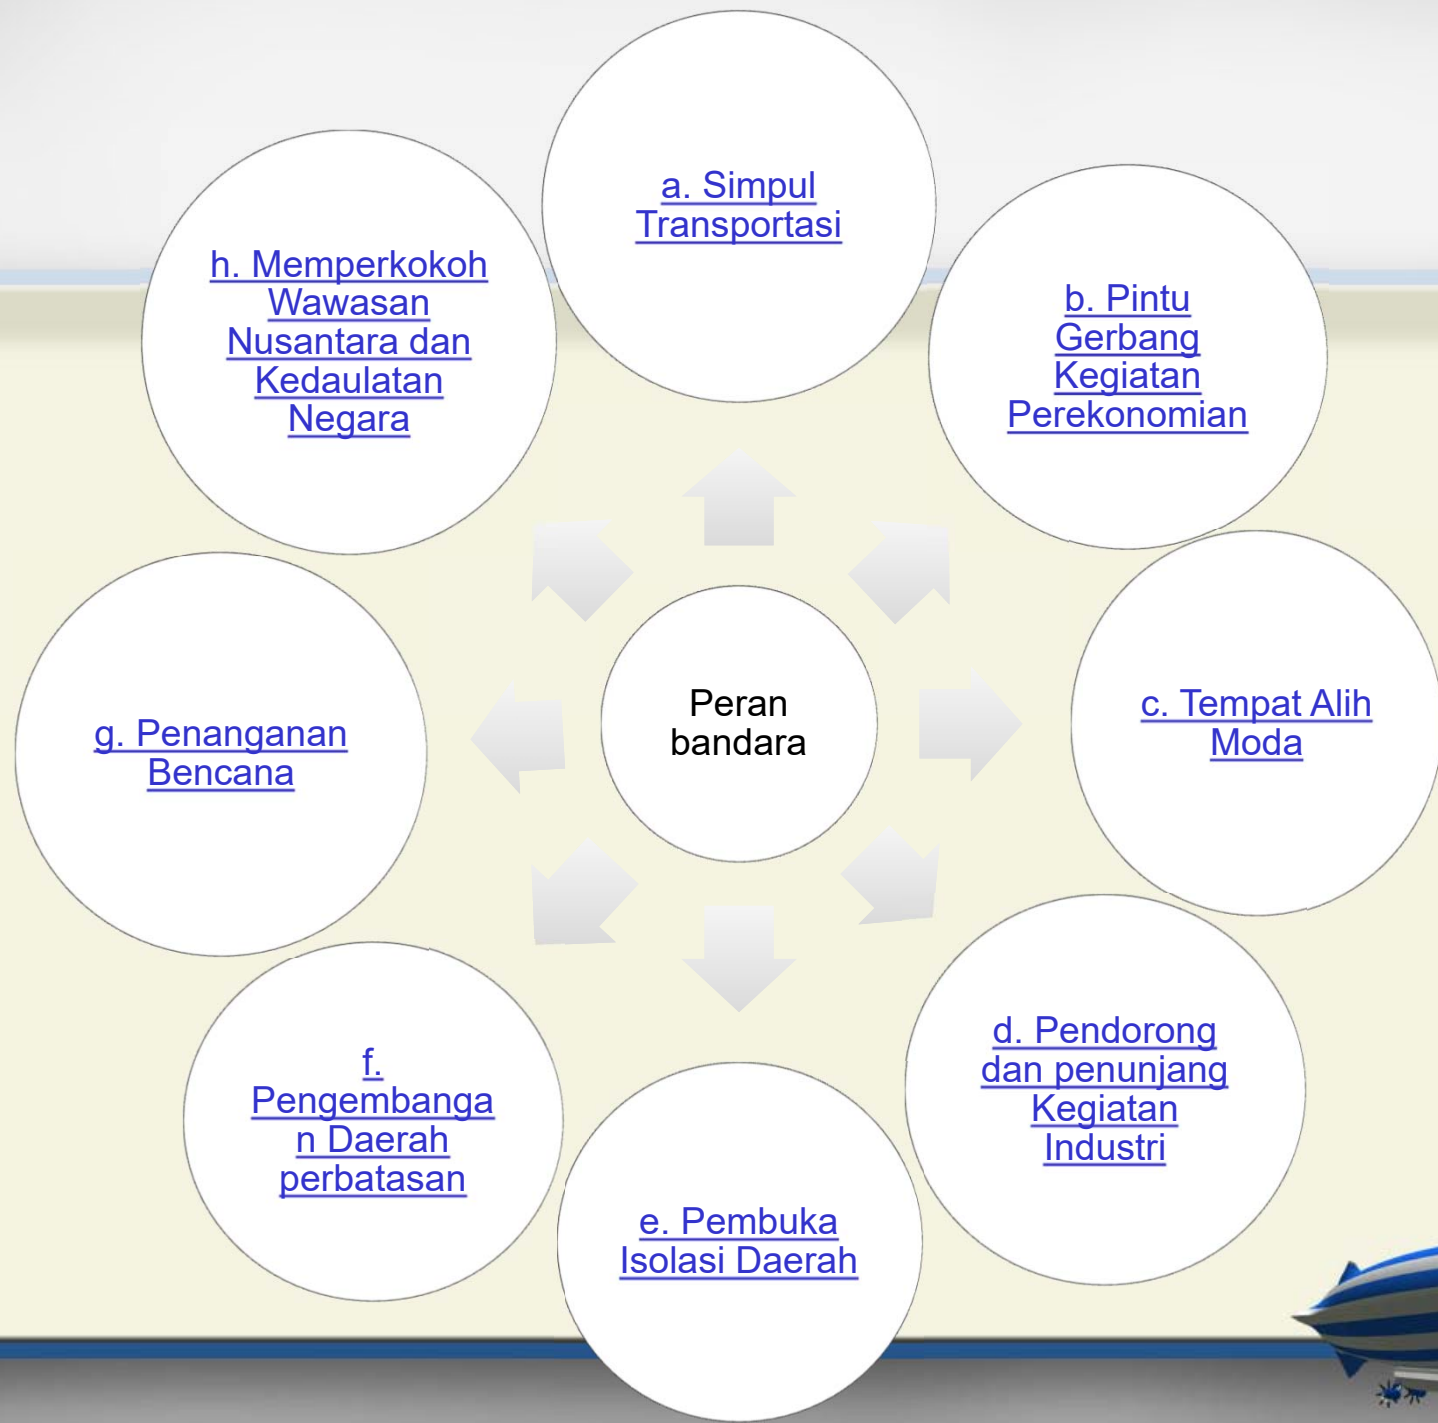 a. Simpul
Transportasi
b. Pintu
Gerbang
Kegiatan
Perekonomian
c. Tempat Alih
Moda
d. Pendorong
dan penunjang
Kegiatan
Industri
e. Pembuka
Isolasi Daerah
f.
Pengembanga
n Daerah
perbatasan
g. Penanganan
Bencana
h. Memperkokoh
Wawasan
Nusantara dan
Kedaulatan
Negara
Peran
bandara